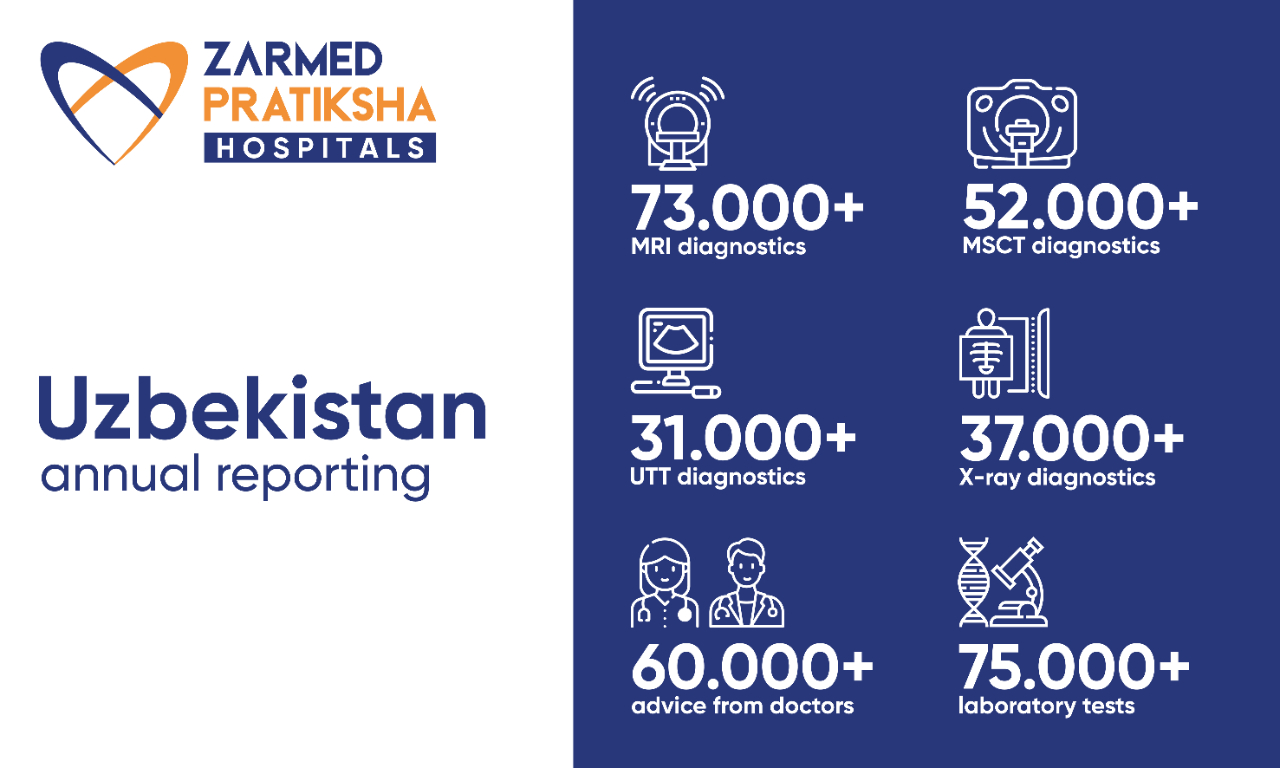 ZARMED
PRATIKSHA
HOSPITALS
Uzbekistan
annual reporting
73.000+
MRI diagnostics
52.000+
MSCT diagnostics
31.000+
UTT diagnostics
37.000+
X-ray diagnostics
60.000+
advice from doctors
75.000+
laboratory tests